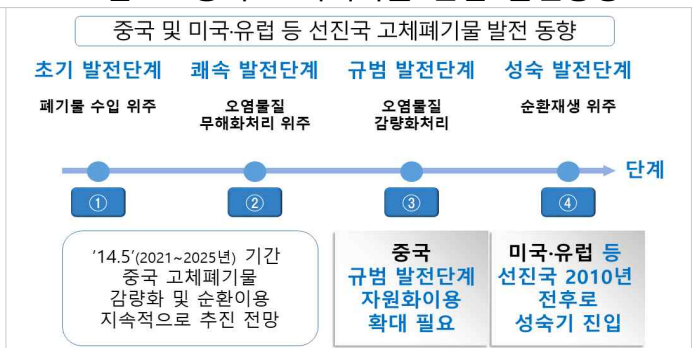 중국 및 미국·유럽 등 선진국 고체폐기물 발전 동향
초기 발전단계
폐기물 수입 위주
쾌속 발전단계
오염물질
무해화처리 위주
규범 발전단계
오염물질
감량화처리
성숙 발전단계
순환재생 위주
단계
①
②
③
④
'14.5'(2021~2025년) 기간
중국 고체폐기물
감량화 및 순환이용
지속적으로 추진 전망
중국
규범 발전단계
자원화이용
확대 필요
미국·유럽 등
선진국 2010년
전후로
성숙기 진입